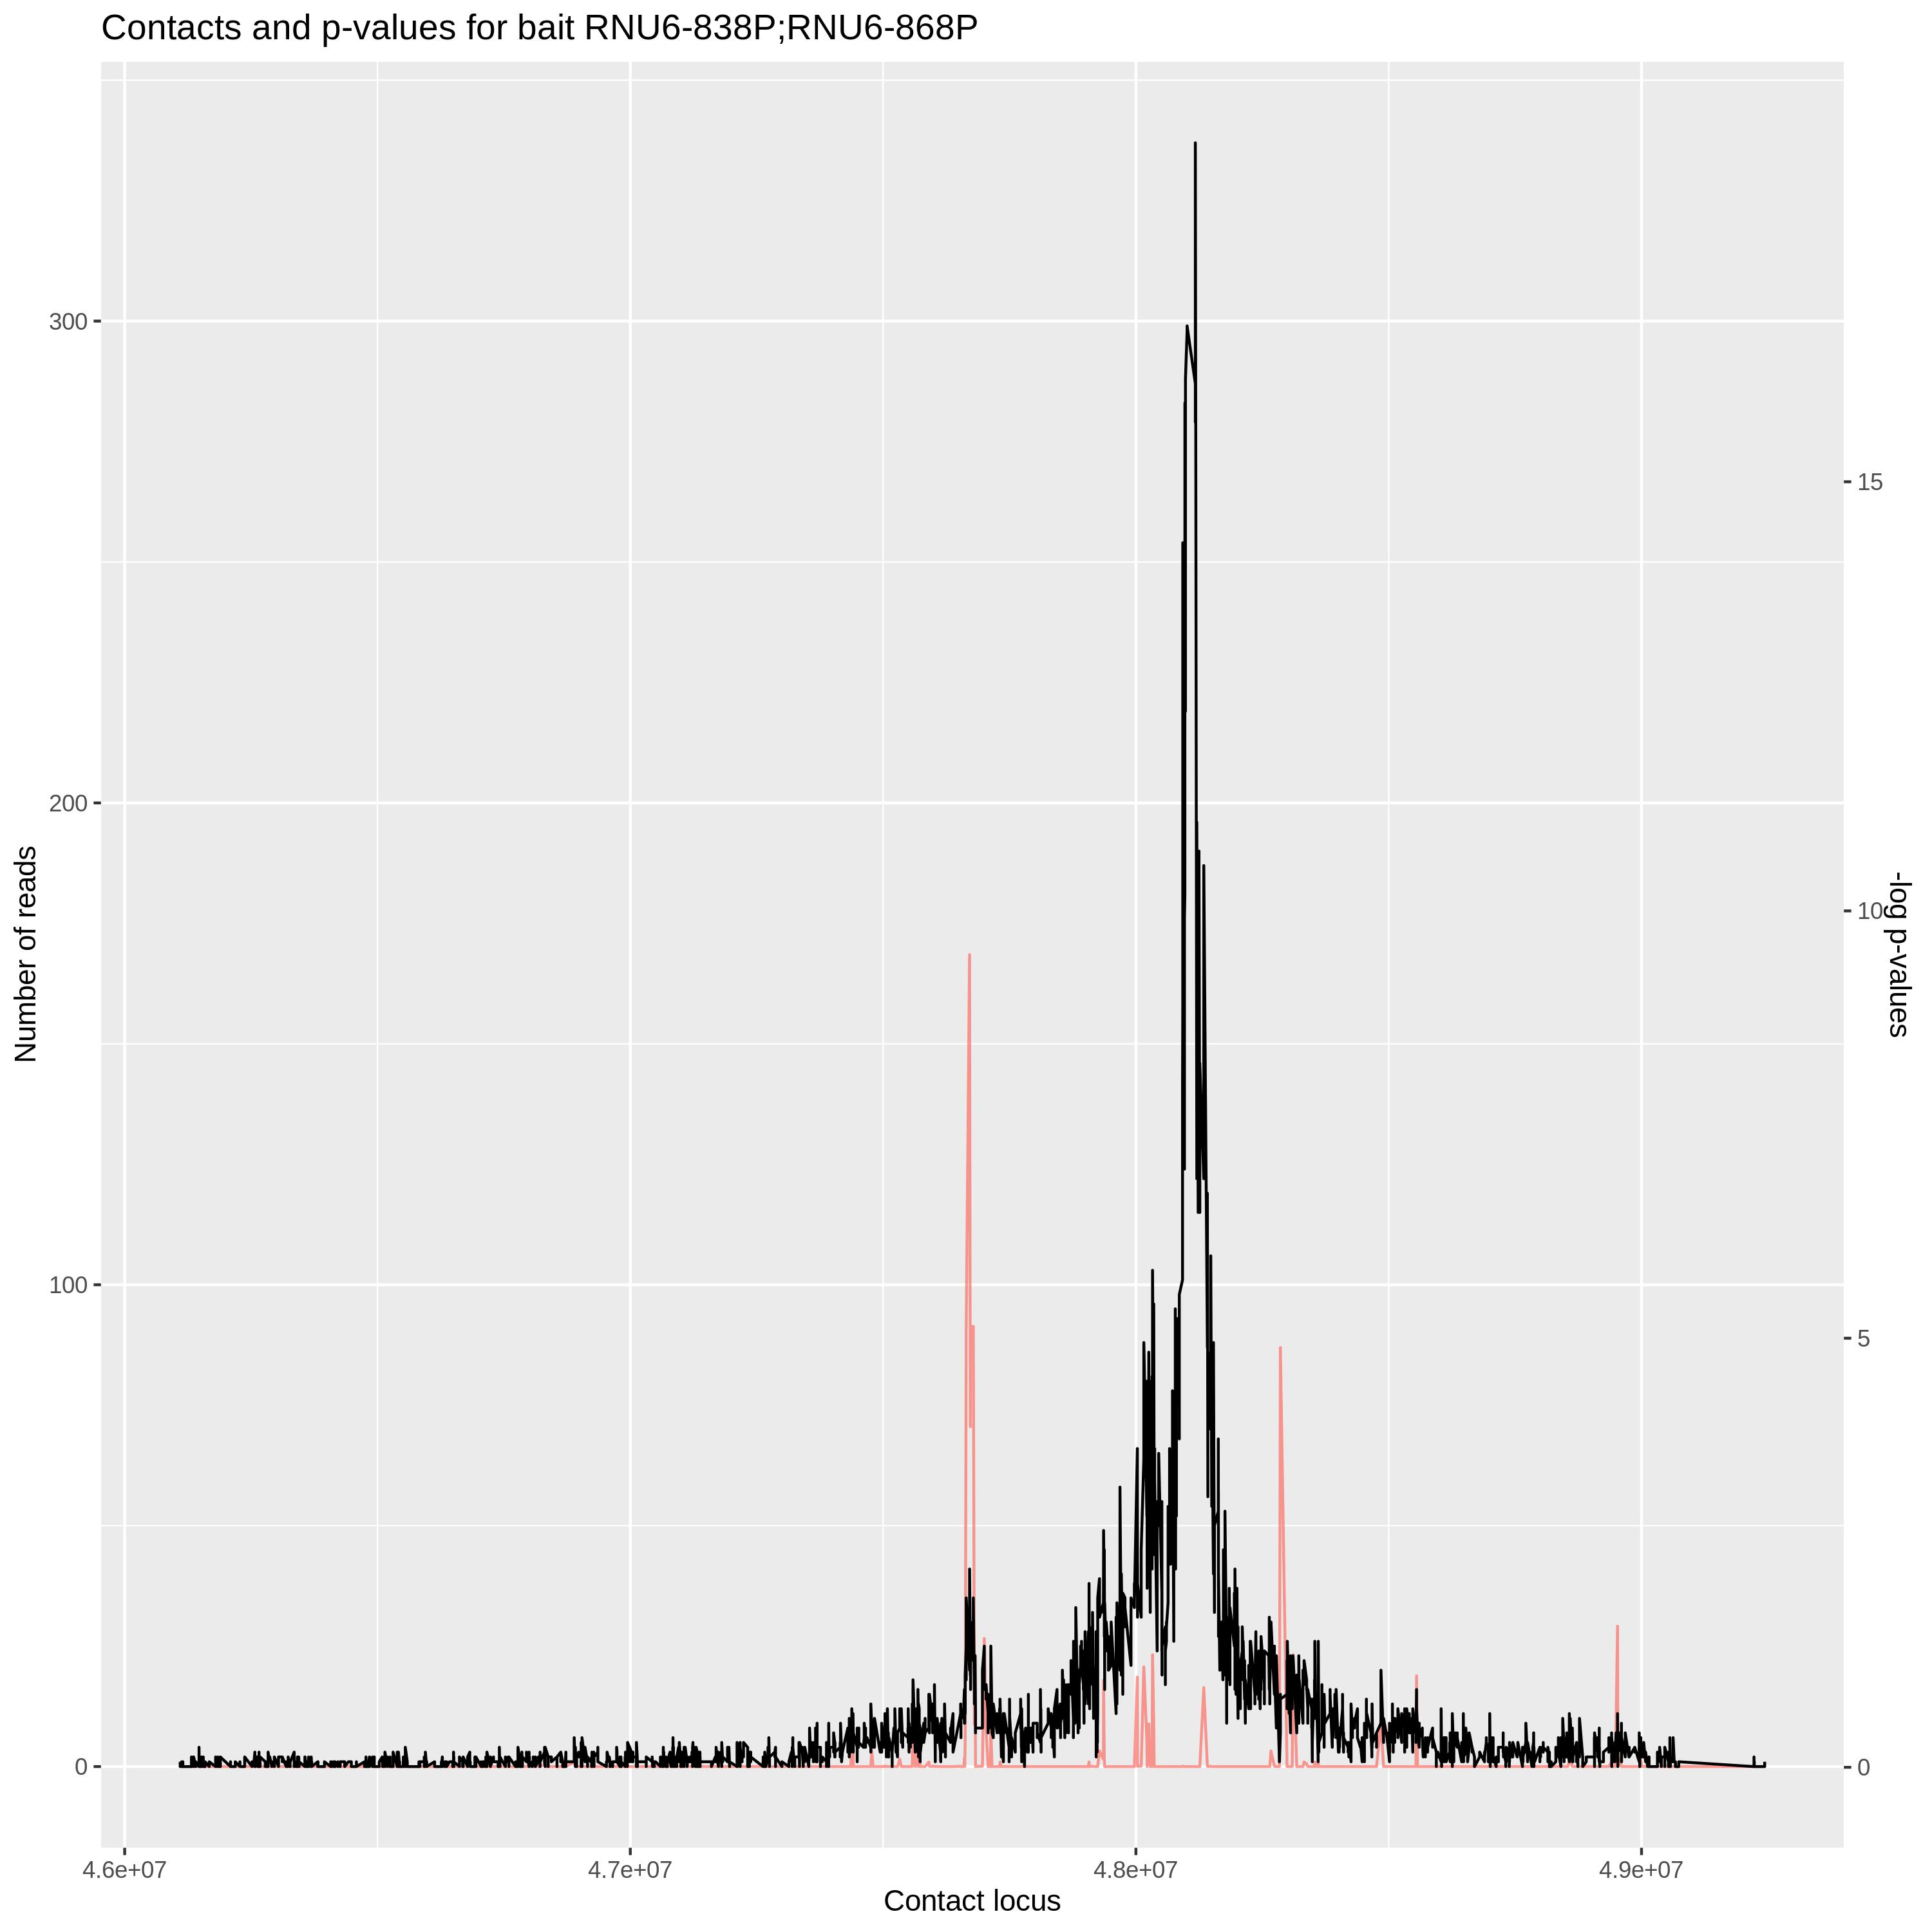 Contacts and p-values for bait RNU6-838P;RNU6-868P
300
200
100
0
Number of reads
15
10
5
0
-log p-values
4.6e+07
4.7e+07
4.8e+07
4.9e+07
Contact locus